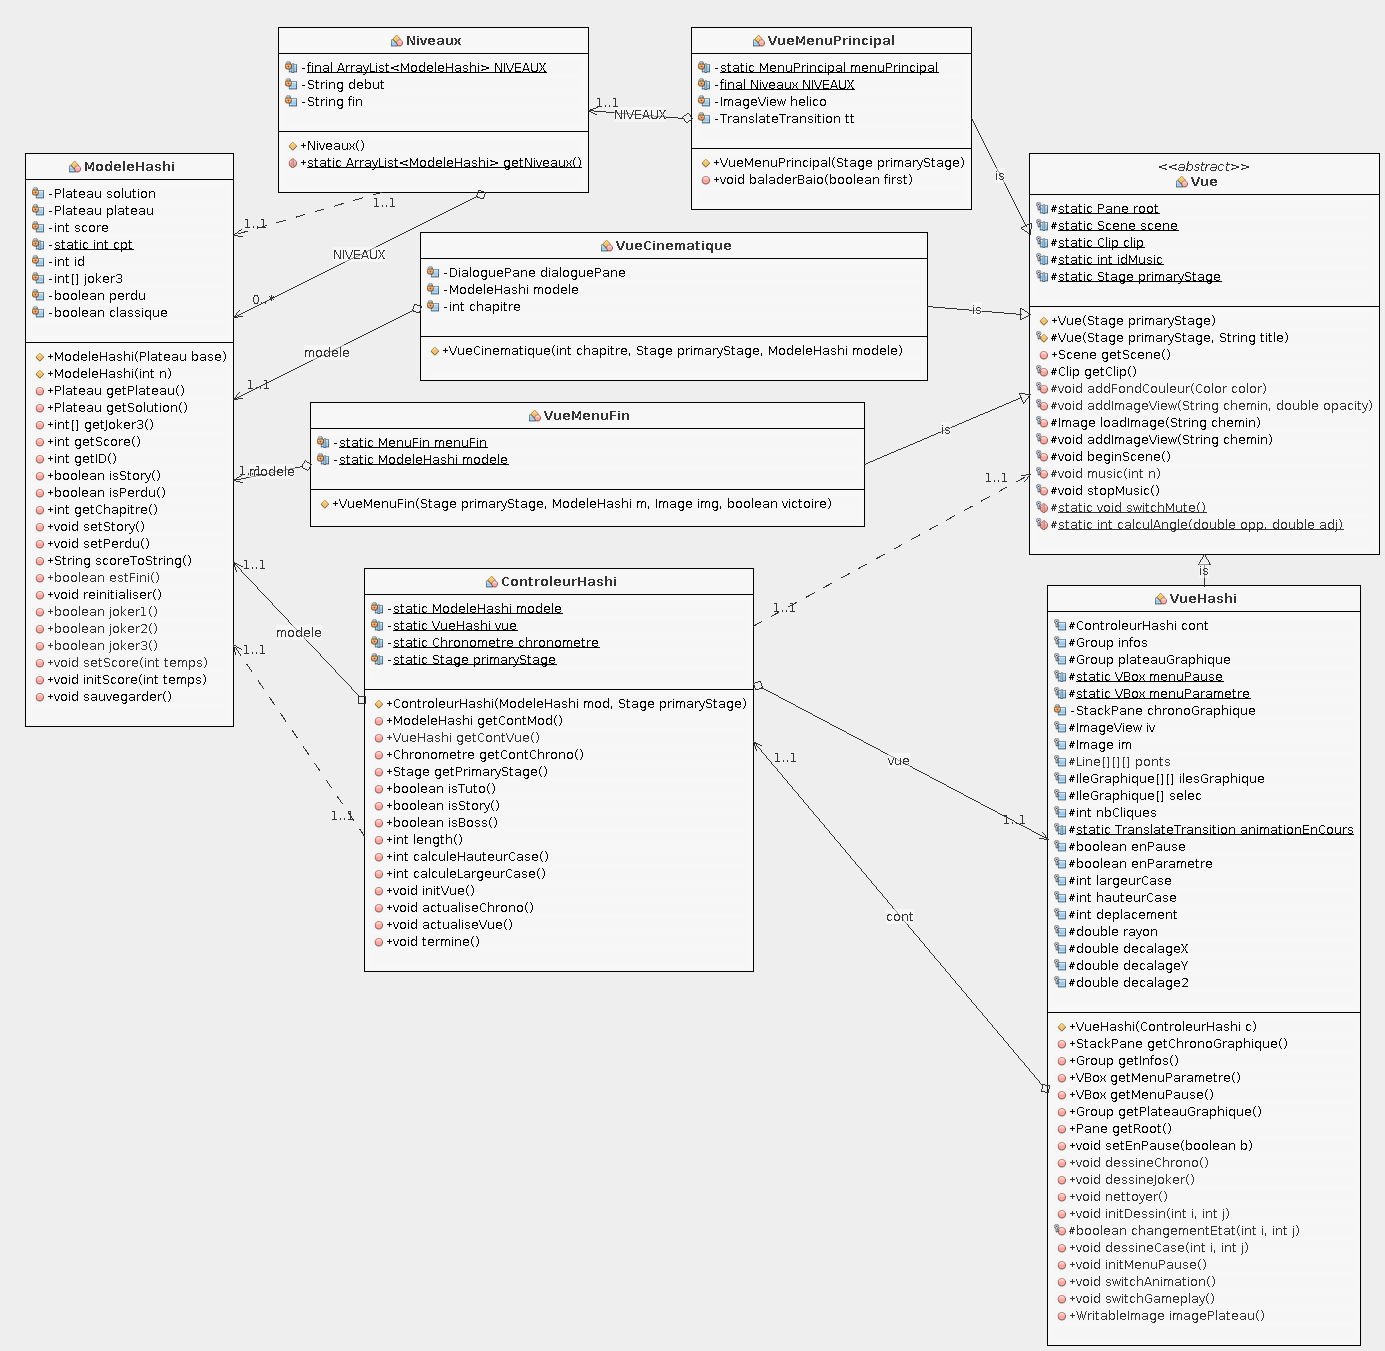 Niveaux
-final ArrayList<ModeleHashi> NIVEAUX
-String debut
-String fin
+Niveaux()
+static ArrayList<ModeleHashi> getNiveaux()
VueMenuPrincipal
-static MenuPrincipal menuPrincipal
-final Niveaux NIVEAUX
-ImageView helico
-TranslateTransition tt
+VueMenuPrincipal(Stage primaryStage)
+void baladerBaio(boolean first)
1..1
NIVEAUX
is
ModeleHashi
-Plateau solution
-Plateau plateau
-int score
-static int cpt
-int id
-int[] joker3
-boolean perdu
-boolean classique
+ModeleHashi(Plateau base)
+ModeleHashi(int n)
+Plateau getPlateau()
+Plateau getSolution()
+int[] getJoker3()
+int getScore()
+int getID()
+boolean isStory()
+boolean isPerdu()
+int getChapitre()
+void setStory()
+void setPerdu()
+String scoreToString()
+boolean estFini()
+void reinitialiser()
+boolean joker1()
+boolean joker2()
+boolean joker3()
+void setScore(int temps)
+void initScore(int temps)
+void sauvegarder()
1..1
1..1
NIVEAUX
0..*
modele
1..1
1..1
modele
1..1
modele
1..1
1..1
VueCinematique
-DialoguePane dialoguePane
-ModeleHashi modele
-int chapitre
+VueCinematique(int chapitre, Stage primaryStage, ModeleHashi modele)
is
VueMenuFin
-static MenuFin menuFin
-static ModeleHashi modele
+VueMenuFin(Stage primaryStage, ModeleHashi m, Image img, boolean victoire)
is
<<abstract>>
Vue
#static Pane root
#static Scene scene
#static Clip clip
#static int idMusic
#static Stage primaryStage
+Vue(Stage primaryStage)
#Vue(Stage primaryStage, String title)
+Scene getScene()
#Clip getClip()
#void addFondCouleur(Color color)
#void addImageView(String chemin, double opacity)
#Image loadImage(String chemin)
#void addImageView(String chemin)
#void beginScene()
#void music(int n)
#void stopMusic()
#static void switchMute()
#static int calculAngle(double opp, double adj)
1..1
1..1
is
ControleurHashi
-static ModeleHashi modele
-static VueHashi vue
-static Chronometre chronometre
-static Stage primaryStage
+ControleurHashi(ModeleHashi mod, Stage primaryStage)
+ModeleHashi getContMod()
+VueHashi getContVue()
+Chronometre getContChrono()
+Stage getPrimaryStage()
+boolean isTuto()
+boolean isStory()
+boolean isBoss()
+int length()
+int calculeHauteurCase()
+int calculeLargeurCase()
+void initVue()
+void actualiseChrono()
+void actualiseVue()
+void termine()
1..1
vue
1..1
cont
VueHashi
#ControleurHashi cont
#Group infos
#Group plateauGraphique
#static VBox menuPause
#static VBox menuParametre
-StackPane chronoGraphique
#ImageView iv
#Image im
#Line[][][] ponts
#IleGraphique[][] ilesGraphique
#IleGraphique[] selec
#int nbCliques
#static TranslateTransition animationEnCours
#boolean enPause
#boolean enParametre
#int largeurCase
#int hauteurCase
#int deplacement
#double rayon
#double decalageX
#double decalageY
#double decalage2
+VueHashi(ControleurHashi c)
+StackPane getChronoGraphique()
+Group getInfos()
+VBox getMenuParametre()
+VBox getMenuPause()
+Group getPlateauGraphique()
+Pane getRoot()
+void setEnPause(boolean b)
+void dessineChrono()
+void dessineJoker()
+void nettoyer()
+void initDessin(int i, int j)
#boolean changementEtat(int i, int j)
+void dessineCase(int i, int j)
+void initMenuPause()
+void switchAnimation()
+void switchGameplay()
+WritableImage imagePlateau()